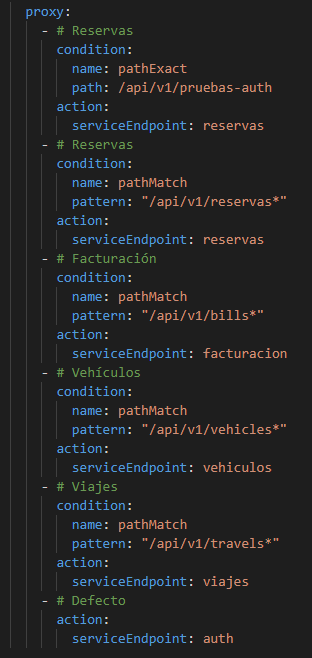 proxy:
  - # Reservas
    condition:
      name: pathExact
      path: /api/v1/pruebas-auth
    action:
      serviceEndpoint: reservas
  - # Reservas
    condition:
      name: pathMatch
      pattern: "/api/v1/reservas*"
    action:
      serviceEndpoint: reservas
  - # Facturación
    condition:
      name: pathMatch
      pattern: "/api/v1/bills*"
    action:
      serviceEndpoint: facturacion
  - # Vehículos
    condition:
      name: pathMatch
      pattern: "/api/v1/vehicles*"
    action:
      serviceEndpoint: vehiculos
  - # Viajes
    condition:
      name: pathMatch
      pattern: "/api/v1/travels*"
    action:
      serviceEndpoint: viajes
  - # Defecto
    action:
      serviceEndpoint: auth